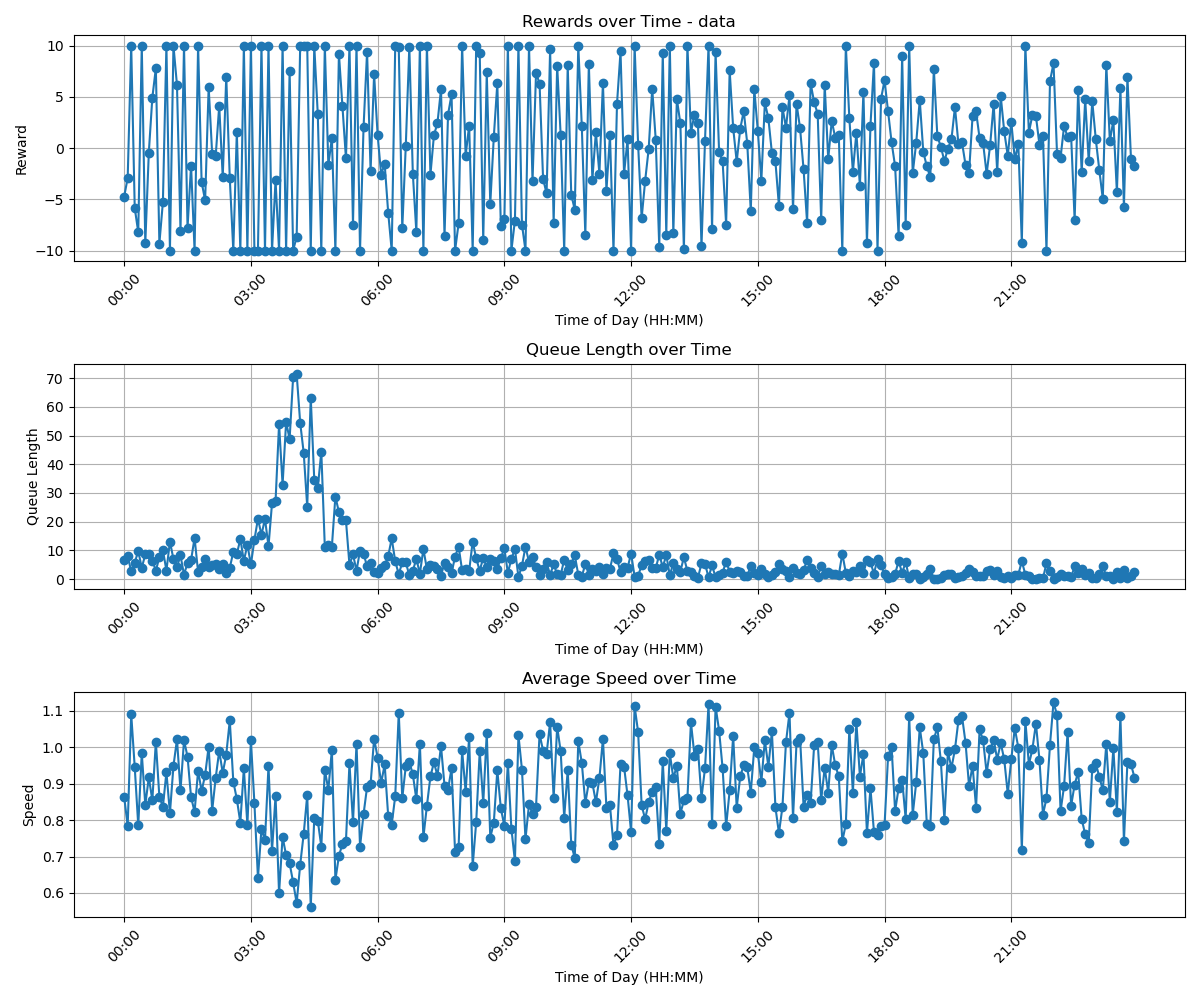 Rewards over Time - data
10
5
0
−5
−10
Reward
00:00 03:00 06:00 09:00 12:00 15:00 18:00 21:00
Time of Day (HH:MM)
Queue Length over Time
70
60
50
40
30
20
10
0
Queue Length
00:00 03:00 06:00 09:00 12:00 15:00 18:00 21:00
Time of Day (HH:MM)
Average Speed over Time
1.1
1.0
0.9
0.8
0.7
0.6
Speed
00:00 03:00 06:00 09:00 12:00 15:00 18:00 21:00
Time of Day (HH:MM)